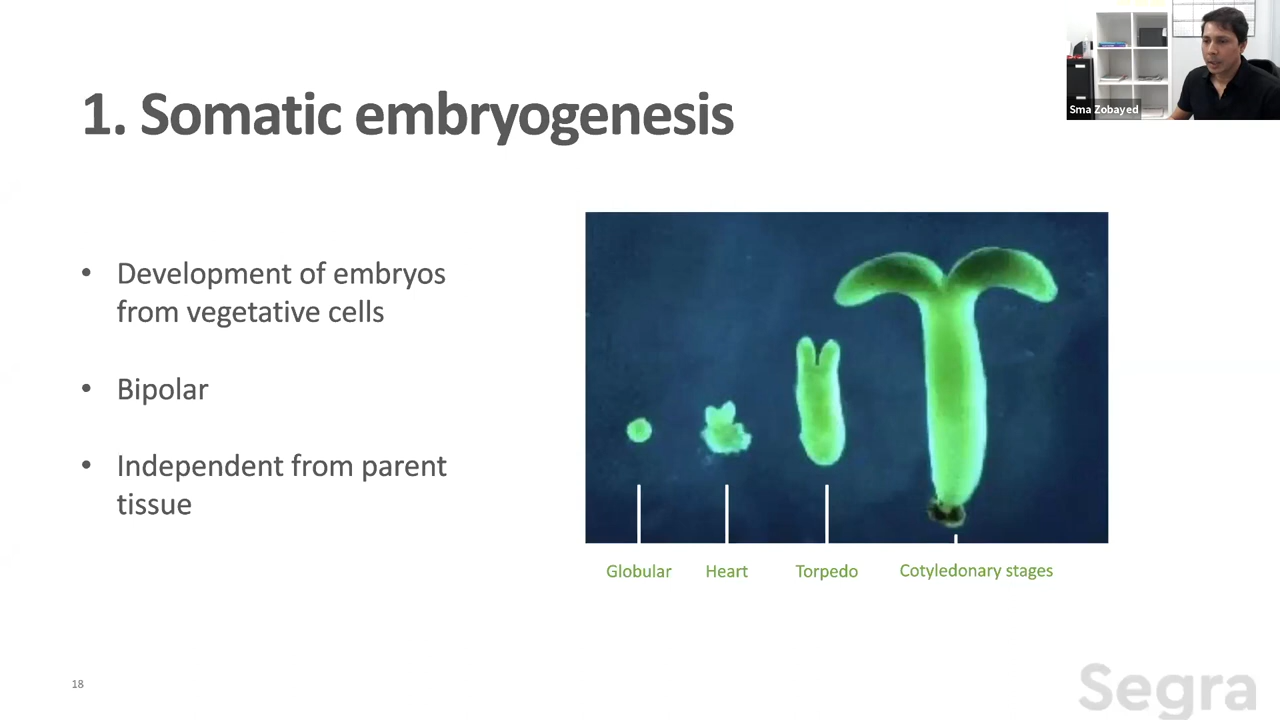 Sma Zobayed
1. Somatic embryogenesis
• Development of embryos
from vegetative cells
• Bipolar
• Independent from parent
tissue
Globular
Heart
Torpedo
Cotyledonary stages
18
Segra